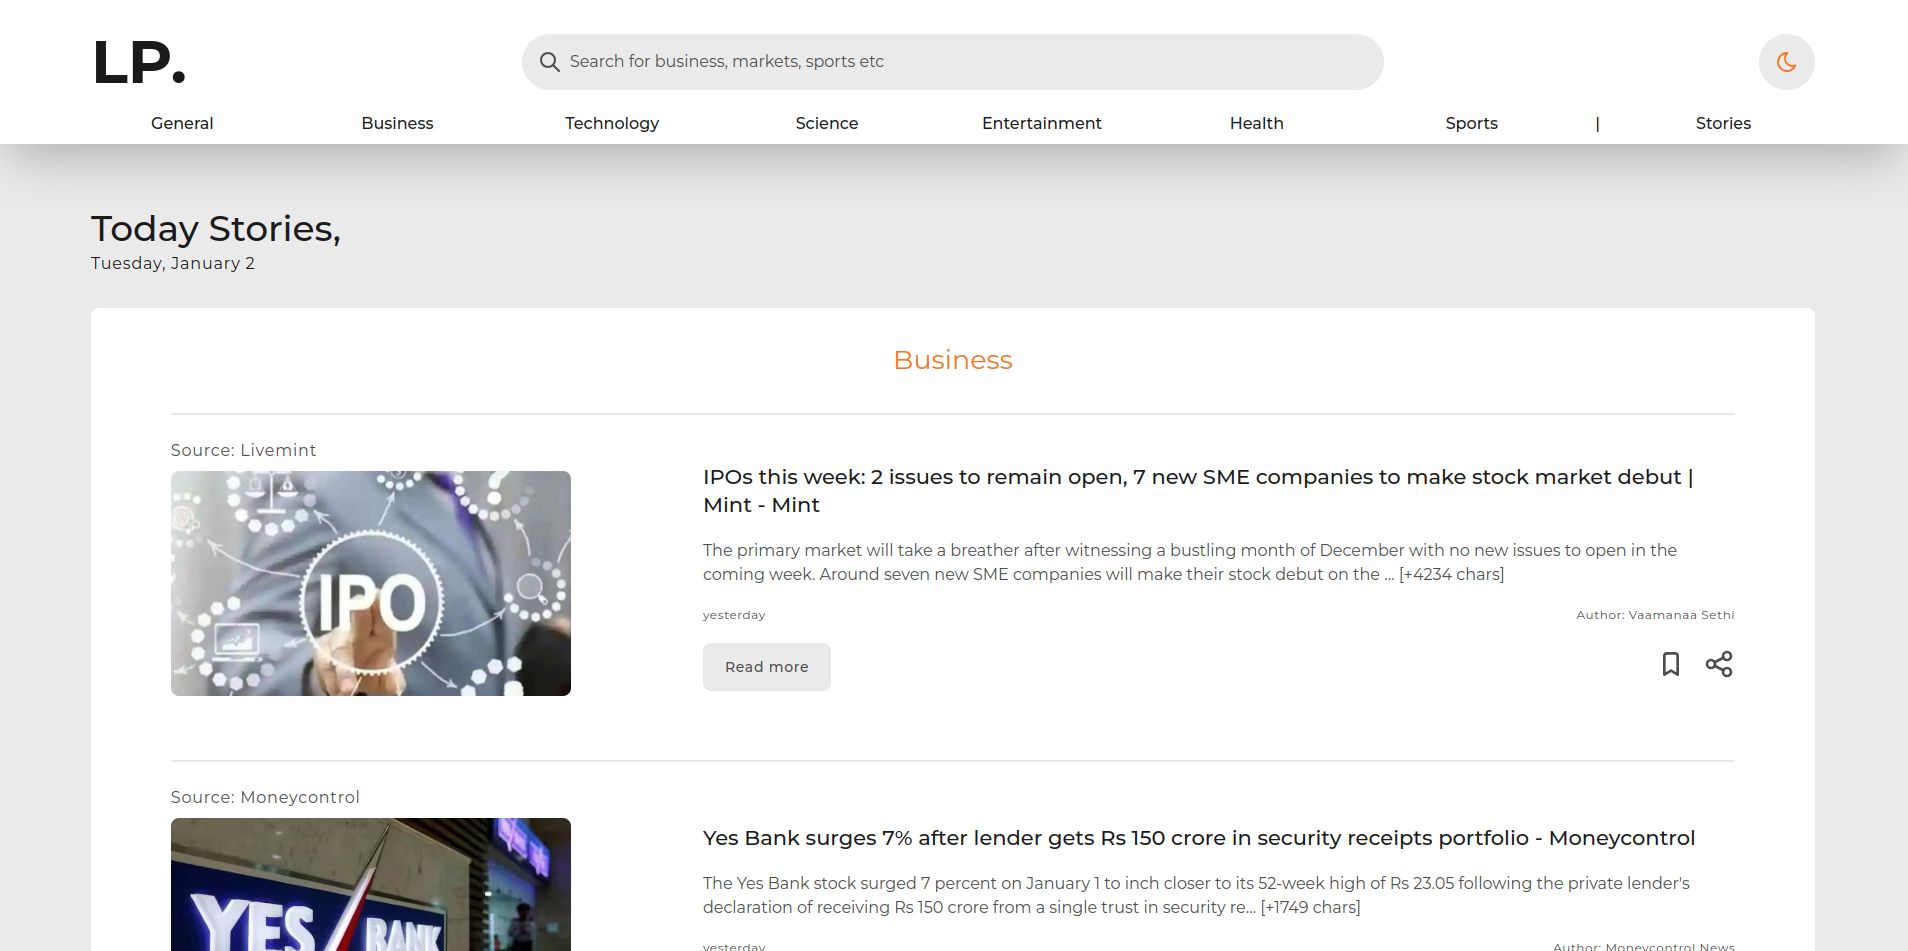 LP.
Search for business, markets, sports etc
General Business Technology Science Entertainment Health Sports | Stories
Today Stories,
Tuesday, January 2
Business
Source: Livemint
IPO
IPOs this week: 2 issues to remain open, 7 new SME companies to make stock market debut |
Mint - Mint
The primary market will take a breather after witnessing a bustling month of December with no new issues to open in the
coming week. Around seven new SME companies will make their stock debut on the … [+4234 chars]
yesterday Author: Vaamanaa Sethi
Read more
Source: Moneycontrol
YES BANK
Yes Bank surges 7% after lender gets Rs 150 crore in security receipts portfolio - Moneycontrol
The Yes Bank stock surged 7 percent on January 1 to inch closer to its 52-week high of Rs 23.05 following the private lender's
declaration of receiving Rs 150 crore from a single trust in security re… [+1749 chars]
yesterday Author: Moneycontrol News